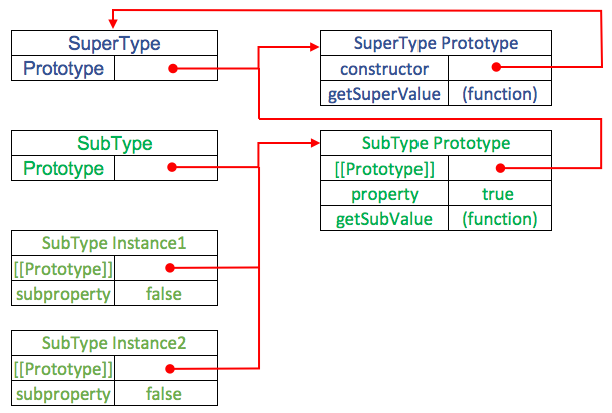 SuperType
Prototype
SuperType Prototype
constructor
getSuperValue (function)
SubType
Prototype
SubType Prototype
[[Prototype]]
property true
getSubValue (function)
SubType Instance1
[[Prototype]]
subproperty false
SubType Instance2
[[Prototype]]
subproperty false